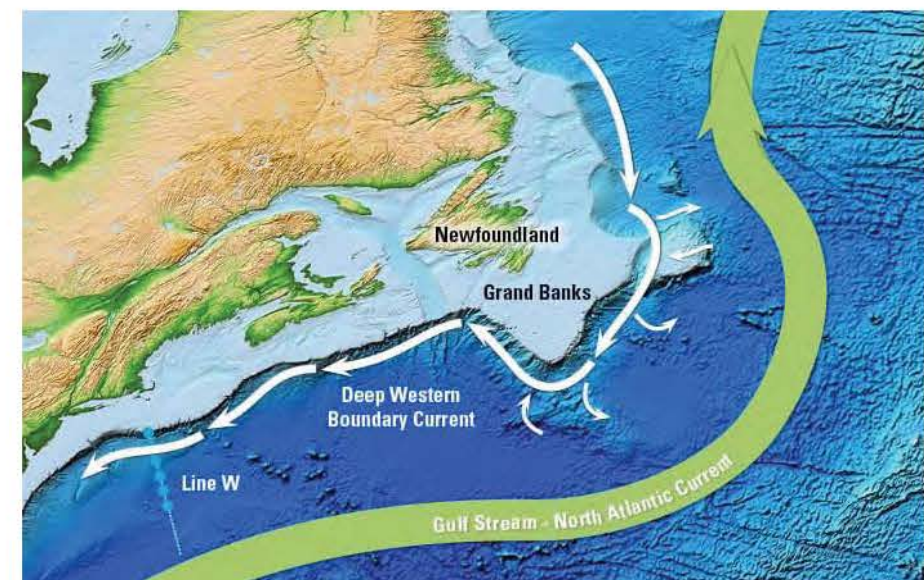 Newfoundland
Grand Banks
Deep Western
Boundary Current
Line W
Gulf Stream - North Atlantic Current